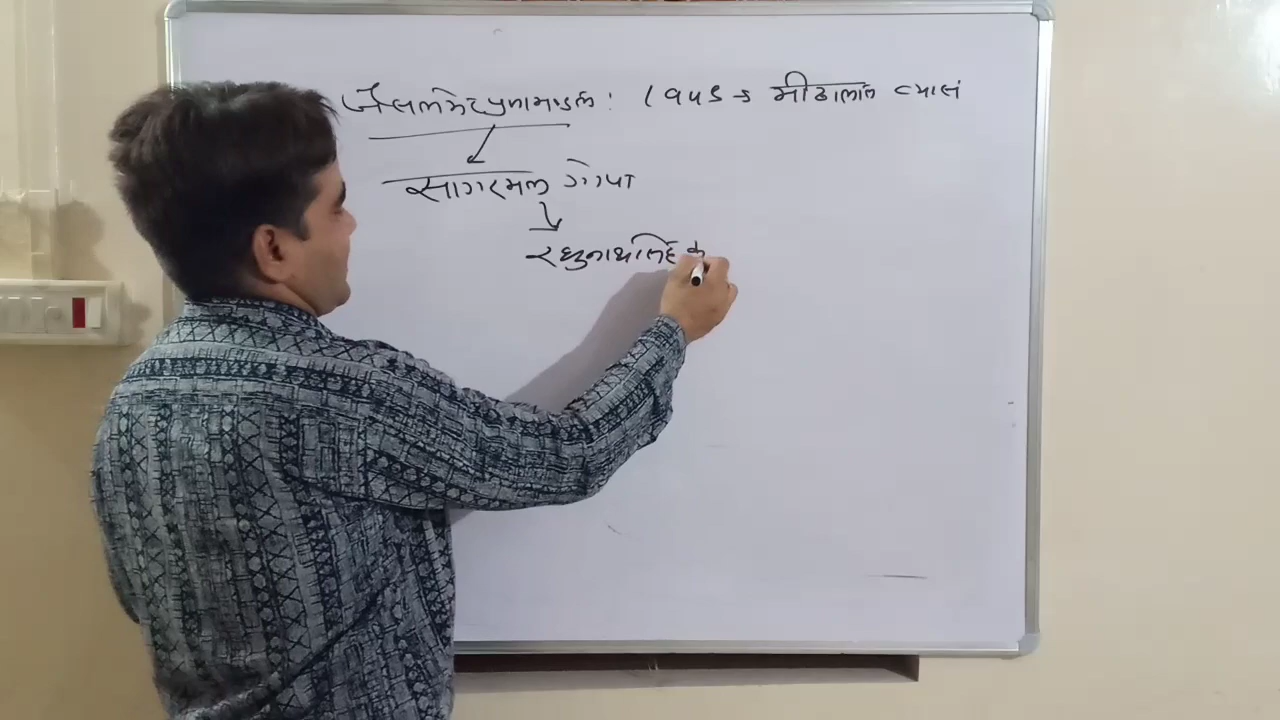 जैसलमेर प्रजामण्डल : 1945 → मीठालाल व्यास
सागरमल गोपा
रघुनाथसिंह क